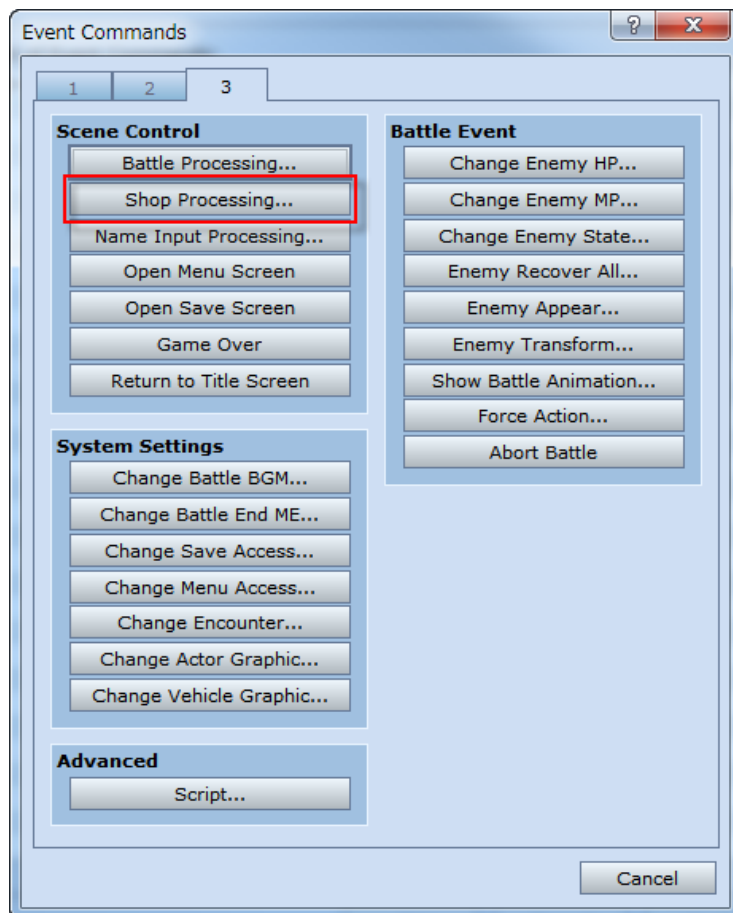 Event Commands
?
X
1 2 3
Scene Control
Battle Processing...
Shop Processing...
Name Input Processing...
Open Menu Screen
Open Save Screen
Game Over
Return to Title Screen
System Settings
Change Battle BGM...
Change Battle End ME...
Change Save Access...
Change Menu Access...
Change Encounter...
Change Actor Graphic...
Change Vehicle Graphic...
Advanced
Script...
Battle Event
Change Enemy HP...
Change Enemy MP...
Change Enemy State...
Enemy Recover All...
Enemy Appear...
Enemy Transform...
Show Battle Animation...
Force Action...
Abort Battle
Cancel